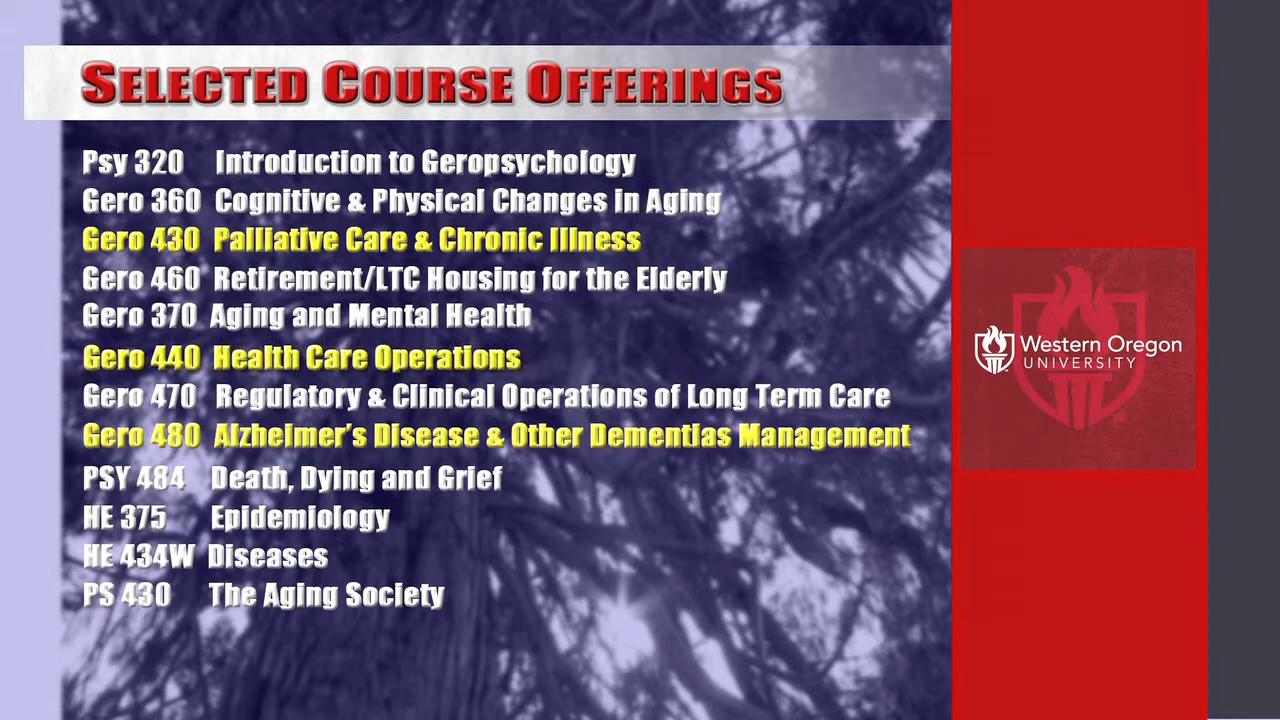 SELECTED COURSE OFFERINGS
Psy 320 Introduction to Geropsychology
Gero 360 Cognitive & Physical Changes in Aging
Gero 430 Palliative Care & Chronic Illness
Gero 460 Retirement/LTC Housing for the Elderly
Gero 370 Aging and Mental Health
Gero 440 Health Care Operations
Gero 470 Regulatory & Clinical Operations of Long Term Care
Gero 480 Alzheimer's Disease & Other Dementias Management
PSY 484 Death, Dying and Grief
HE 375 Epidemiology
HE 434W Diseases
PS 430 The Aging Society
Western Oregon
UNIVERSITY